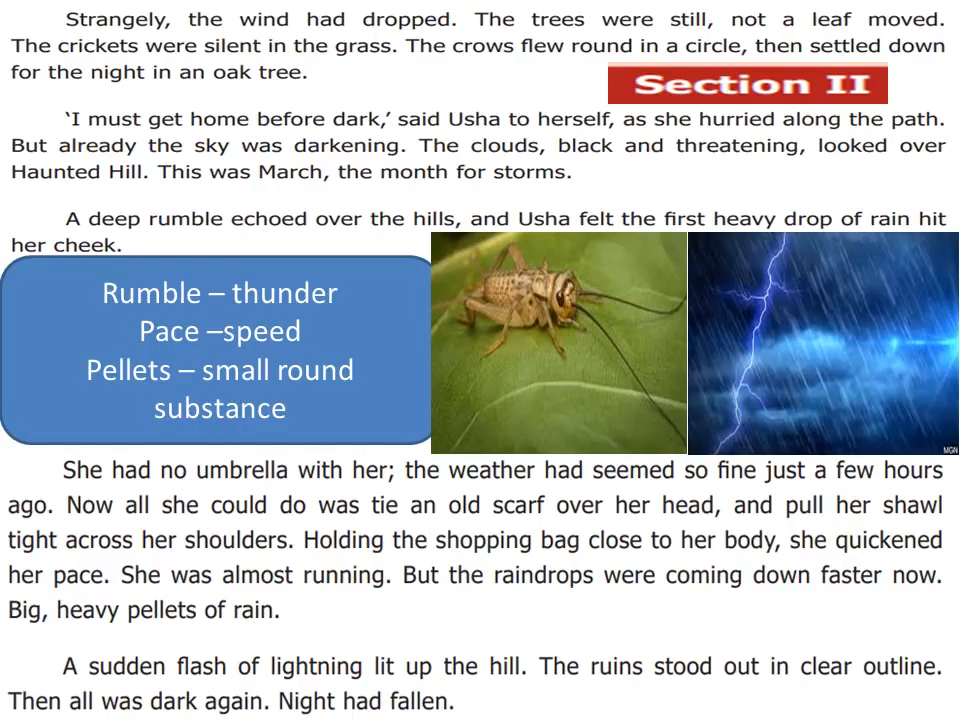 Strangely, the wind had dropped. The trees were still, not a leaf moved.
The crickets were silent in the grass. The crows flew round in a circle, then settled down
for the night in an oak tree.
Section II
‘I must get home before dark,’ said Usha to herself, as she hurried along the path.
But already the sky was darkening. The clouds, black and threatening, looked over
Haunted Hill. This was March, the month for storms.
A deep rumble echoed over the hills, and Usha felt the first heavy drop of rain hit
her cheek.
Rumble – thunder
Pace –speed
Pellets – small round
substance
MGN
She had no umbrella with her; the weather had seemed so fine just a few hours
ago. Now all she could do was tie an old scarf over her head, and pull her shawl
tight across her shoulders. Holding the shopping bag close to her body, she quickened
her pace. She was almost running. But the raindrops were coming down faster now.
Big, heavy pellets of rain.
A sudden flash of lightning lit up the hill. The ruins stood out in clear outline.
Then all was dark again. Night had fallen.